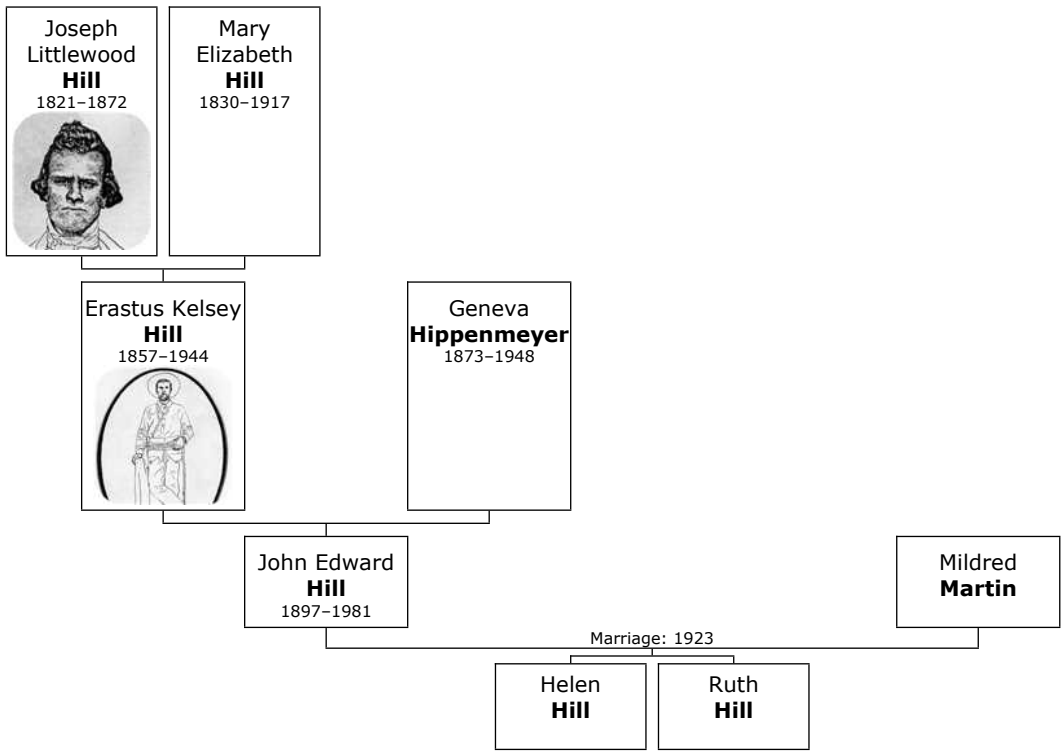 Joseph
Littlewood
Hill
1821–1872
Mary
Elizabeth
Hill
1830–1917
Erastus Kelsey
Hill
1857–1944
Geneva
Hippenmeyer
1873–1948
John Edward
Hill
1897–1981
Mildred
Martin
Marriage: 1923
Helen
Hill
Ruth
Hill